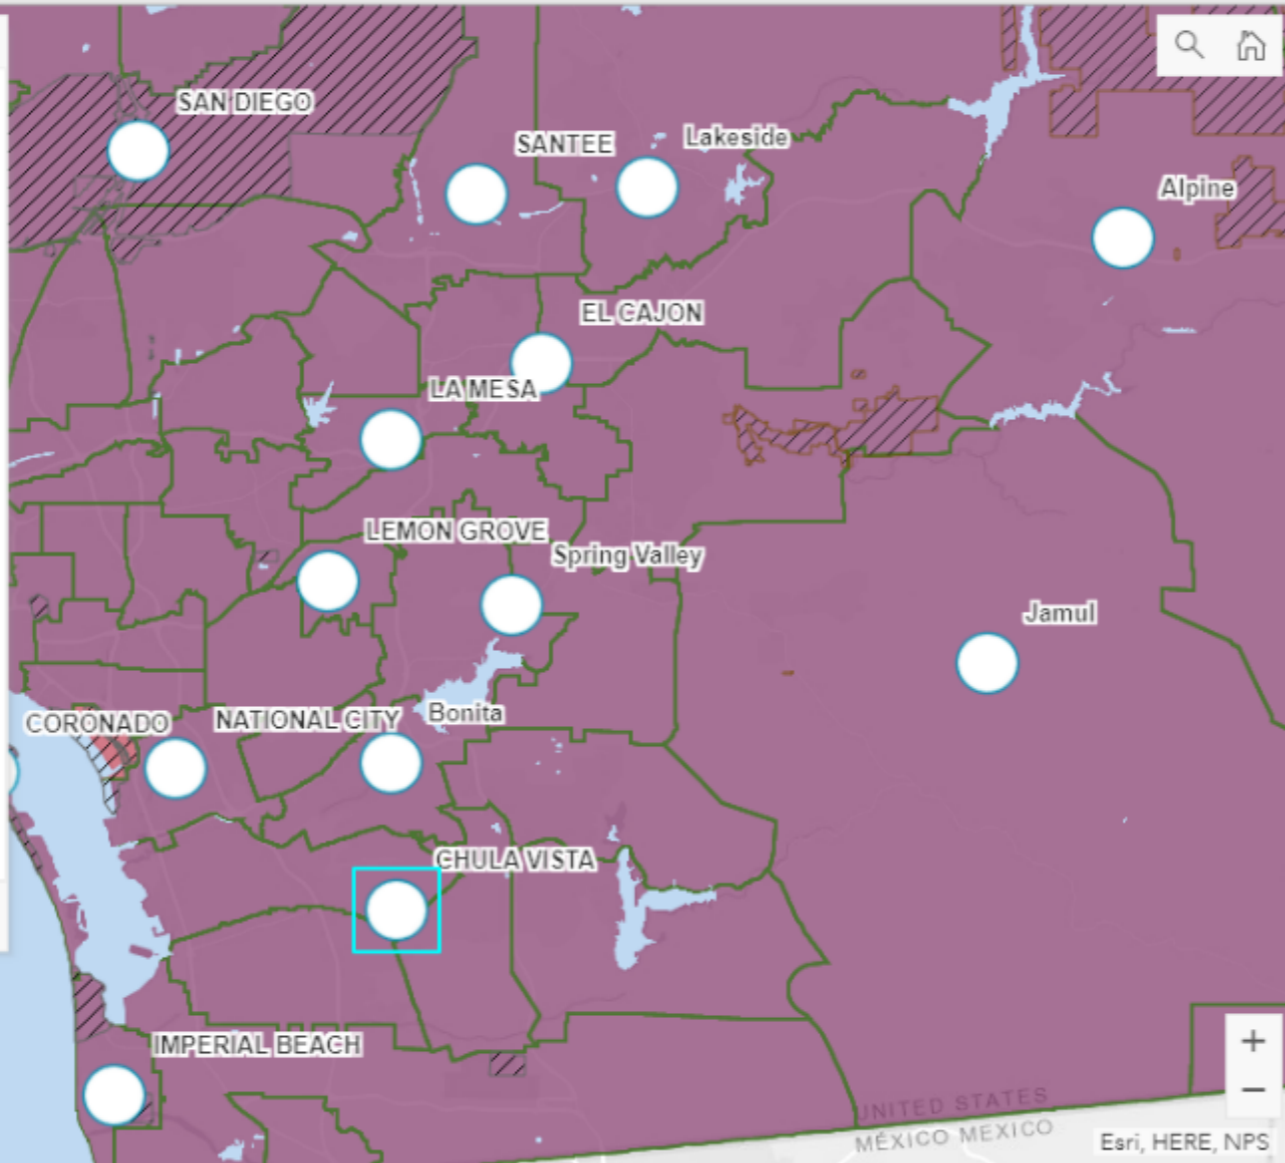 SAN DIEGO
SANTEE
Lakeside
Alpine
EL CAJON
LA MESA
LEMON GROVE
Spring Valley
Jamul
CORONADO
NATIONAL CITY
Bonita
CHULA VISTA
IMPERIAL BEACH
+
−
UNITED STATES
MÉXICO MEXICO
Esri, HERE, NPS